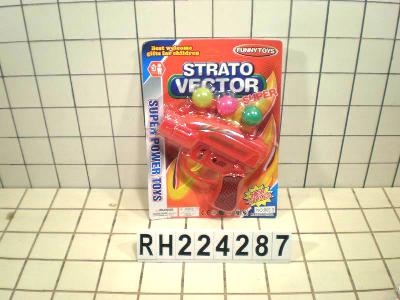 Best welcome
gifts for children
FUNNY TOYS
STRATO
VECTOR
SUPER
SUPER POWER TOYS
RH224287